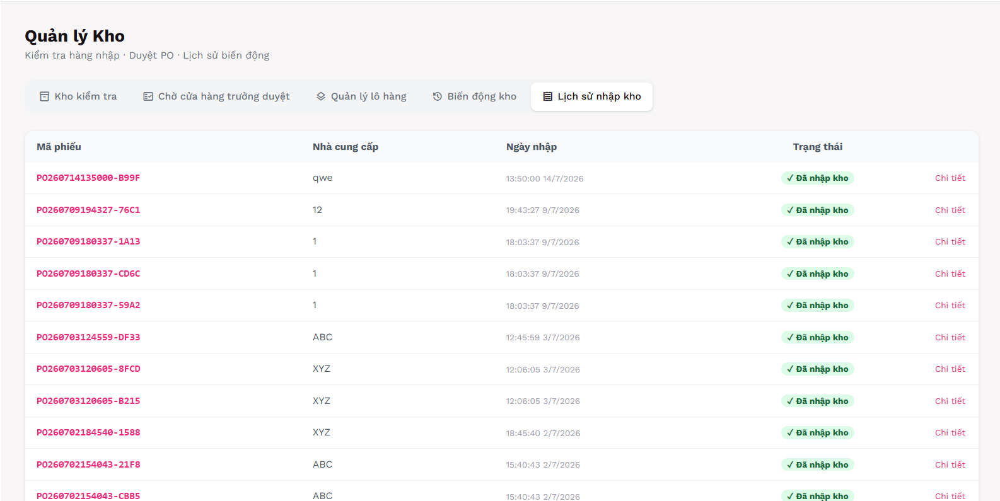 Quản lý Kho
Kiểm tra hàng nhập · Duyệt PO · Lịch sử biến động
Kho kiểm tra Chờ cửa hàng trưởng duyệt Quản lý lô hàng Biến động kho Lịch sử nhập kho
Mã phiếu Nhà cung cấp Ngày nhập Trạng thái
PO260714135000-B99F qwe 13:50:00 14/7/2026 ✓ Đã nhập kho Chi tiết
PO260709194327-76C1 12 19:43:27 9/7/2026 ✓ Đã nhập kho Chi tiết
PO260709180337-1A13 1 18:03:37 9/7/2026 ✓ Đã nhập kho Chi tiết
PO260709180337-CD6C 1 18:03:37 9/7/2026 ✓ Đã nhập kho Chi tiết
PO260709180337-59A2 1 18:03:37 9/7/2026 ✓ Đã nhập kho Chi tiết
PO260703124559-DF33 ABC 12:45:59 3/7/2026 ✓ Đã nhập kho Chi tiết
PO260703120605-8FCD XYZ 12:06:05 3/7/2026 ✓ Đã nhập kho Chi tiết
PO260703120605-B215 XYZ 12:06:05 3/7/2026 ✓ Đã nhập kho Chi tiết
PO260702184540-1588 XYZ 18:45:40 2/7/2026 ✓ Đã nhập kho Chi tiết
PO260702154043-21F8 ABC 15:40:43 2/7/2026 ✓ Đã nhập kho Chi tiết
PO260702154043-CBB5 ABC 15:40:43 2/7/2026 ✓ Đã nhập kho Chi tiết